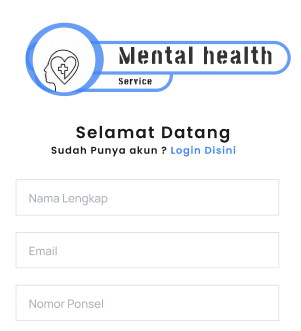 Mental health
Service
Selamat Datang
Sudah Punya akun ? Login Disini
Nama Lengkap
Email
Nomor Ponsel